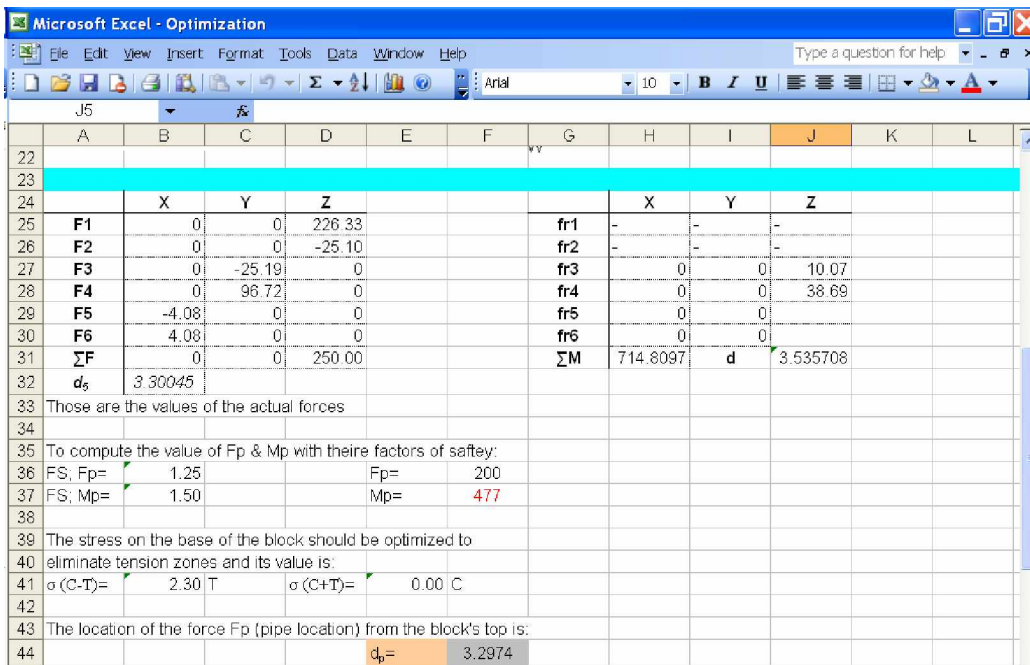 Microsoft Excel - Optimization
File Edit View Insert Format Tools Data Window Help Type a question for help
Arial 10 B I U
J5 fx
A B C D E F G H I J K L
22
23
24 X Y Z X Y Z
25 F1 0 0 226.33 fr1 - - -
26 F2 0 0 -25.10 fr2 - - -
27 F3 0 -25.19 0 fr3 0 0 10.07
28 F4 0 96.72 0 fr4 0 0 38.69
29 F5 -4.08 0 0 fr5 0 0
30 F6 4.08 0 0 fr6 0 0
31 ∑F 0 0 250.00 ∑M 714.8097 d 3.535708
32 d5 3.30045
33 Those are the values of the actual forces
34
35 To compute the value of Fp & Mp with theire factors of saftey:
36 FS; Fp= 1.25 Fp= 200
37 FS; Mp= 1.50 Mp= 477
38
39 The stress on the base of the block should be optimized to
40 eliminate tension zones and its value is:
41 σ (C-T)= 2.30 T σ (C+T)= 0.00 C
42
43 The location of the force Fp (pipe location) from the block's top is:
44 dp= 3.2974